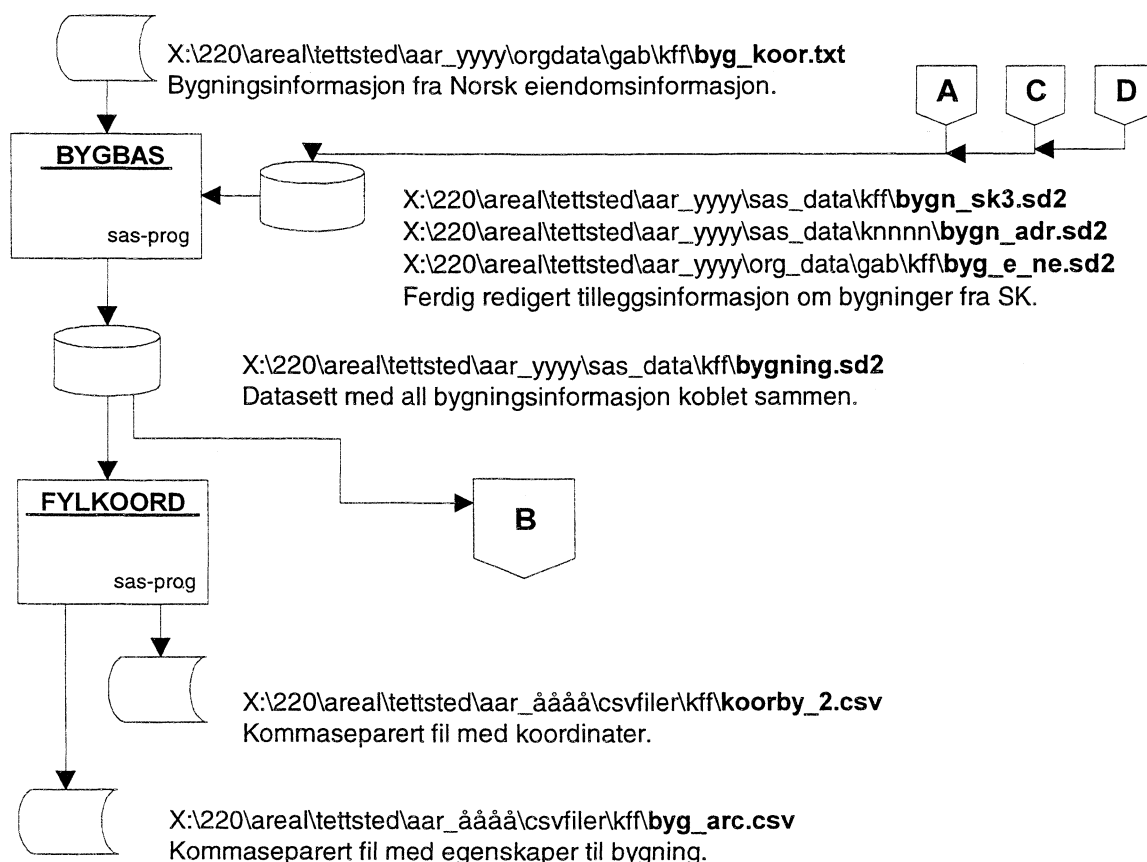 X:\220\areal\tettsted\aar_yyyy\orgdata\gab\kff\byg_koor.txt
Bygningsinformasjon fra Norsk eiendomsinformasjon.
A
C
D
BYGBAS
sas-prog
X:\220\areal\tettsted\aar_yyyy\sas_data\kff\bygn_sk3.sd2
X:\220\areal\tettsted\aar_yyyy\sas_data\knnnn\bygn_adr.sd2
X:\220\areal\tettsted\aar_yyyy\org_data\gab\kff\byg_e_ne.sd2
Ferdig redigert tilleggsinformasjon om bygninger fra SK.
X:\220\areal\tettsted\aar_yyyy\sas_data\kff\bygning.sd2
Datasett med all bygningsinformasjon koblet sammen.
FYLKOORD
sas-prog
B
X:\220\areal\tettsted\aar_åååå\csvfiler\kff\koorby_2.csv
Kommaseparert fil med koordinater.
X:\220\areal\tettsted\aar_åååå\csvfiler\kff\byg_arc.csv
Kommaseparert fil med egenskaper til bygning.